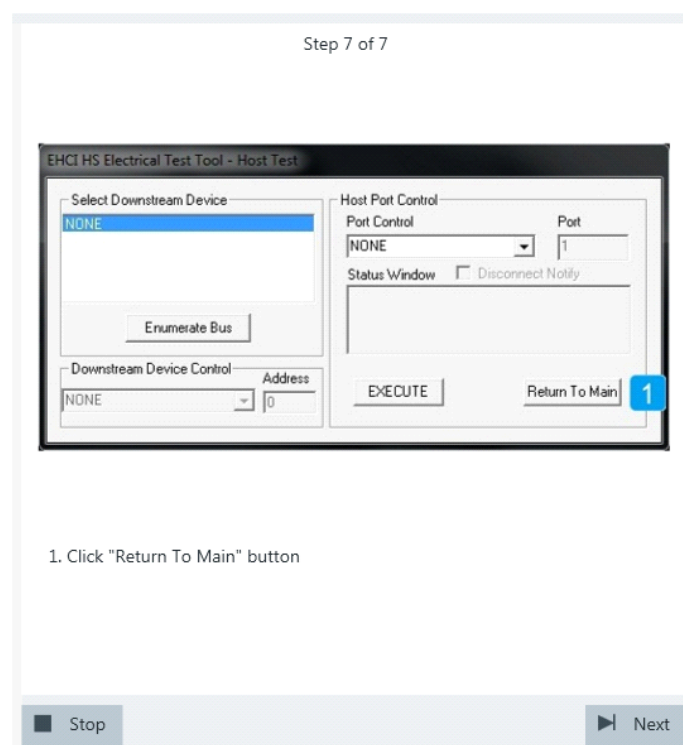 Step 7 of 7
EHCI HS Electrical Test Tool - Host Test
Select Downstream Device
NONE
Enumerate Bus
Downstream Device Control
Address
NONE
0
Host Port Control
Port Control
Port
NONE
1
Status Window
Disconnect Notify
EXECUTE
Return To Main
1
1. Click "Return To Main" button
Stop
Next